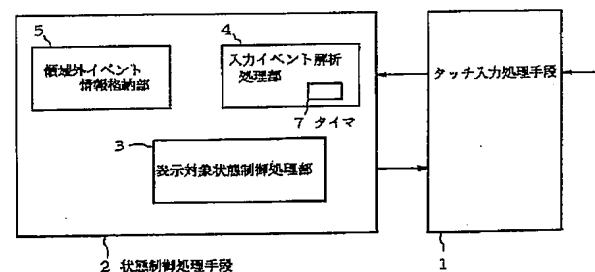 5
領域外イベント
情報格納部
4
入力イベント解析
処理部
7 タイマ
3
表示対象状態制御処理部
2 状態制御処理手段
タッチ入力処理手段
1